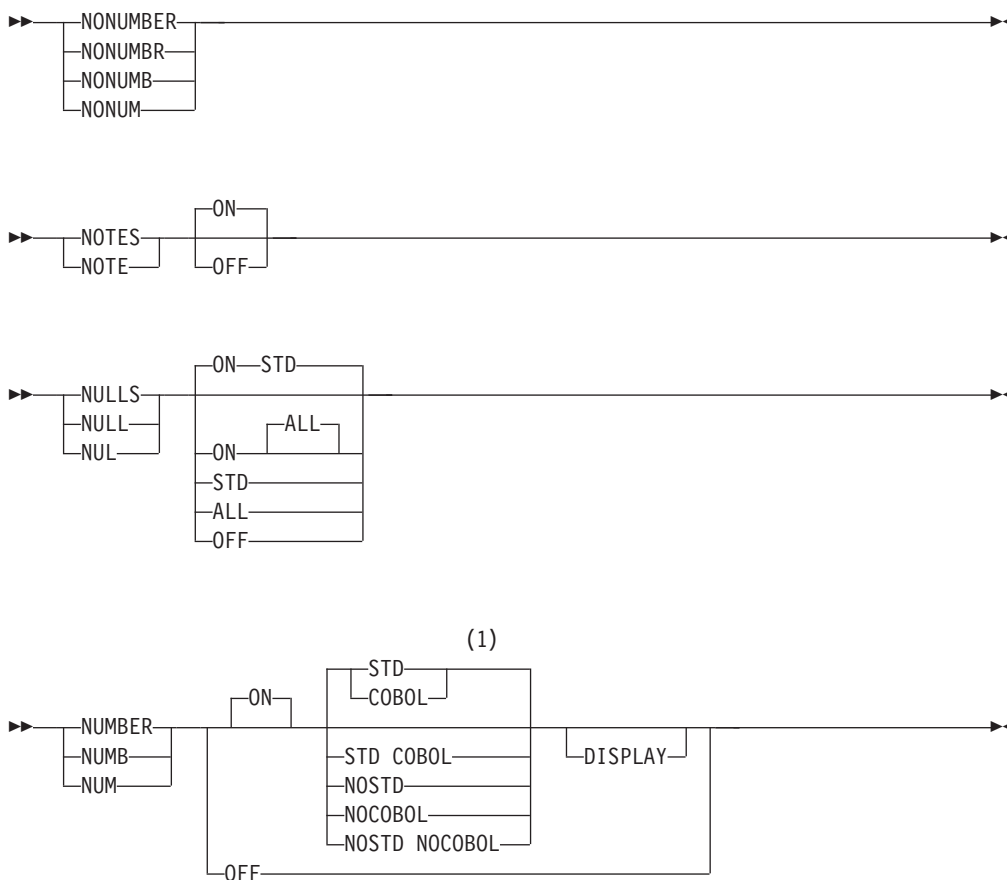 NONUMBER
NONUMBR
NONUMB
NONUM
ON
NOTES
NOTE OFF
ON STD
NULLS
NULL ALL
NUL ON
STD
ALL
OFF
(1)
STD
ON COBOL
NUMBER
NUMB STD COBOL DISPLAY
NUM NOSTD
NOCOBOL
NOSTD NOCOBOL
OFF